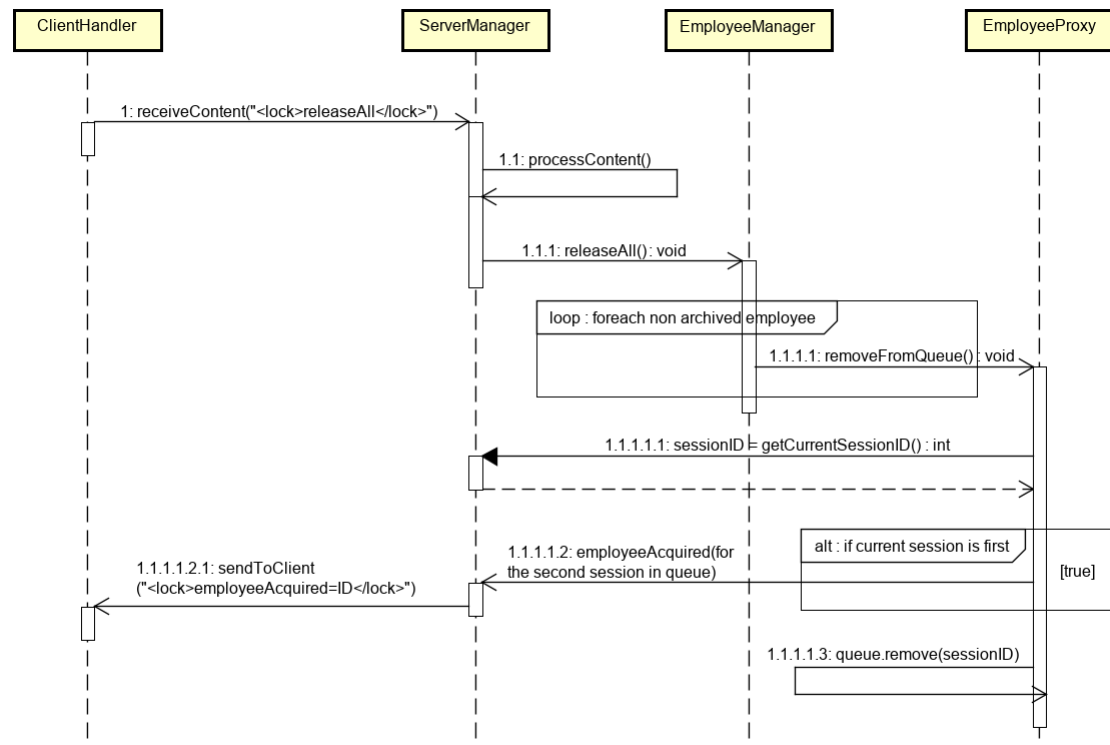 ClientHandler
ServerManager
EmployeeManager
EmployeeProxy
1: receiveContent("<lock>releaseAll</lock>")
1.1: processContent()
1.1.1: releaseAll(): void
loop : foreach non archived employee
1.1.1.1: removeFromQueue() : void
1.1.1.1.1: sessionID = getCurrentSessionID() : int
alt : if current session is first
[true]
1.1.1.1.2: employeeAcquired(for
the second session in queue)
1.1.1.1.2.1: sendToClient
("<lock>employeeAcquired=ID</lock>")
1.1.1.1.3: queue.remove(sessionID)